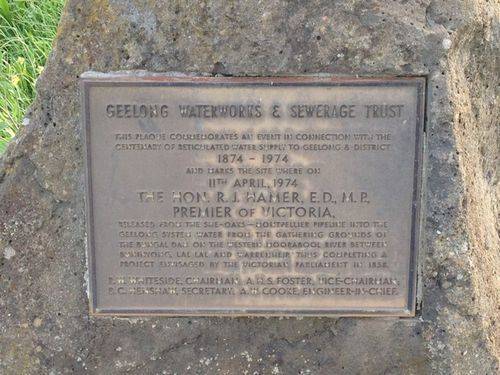 GEELONG WATERWORKS & SEWERAGE TRUST
THIS PLAQUE COMMEMORATES AN EVENT IN CONNECTION WITH THE
CENTENARY OF RETICULATED WATER SUPPLY TO GEELONG & DISTRICT
1874 - 1974
AND MARKS THE SITE WHERE ON
11TH APRIL, 1974
THE HON. R. J. HAMER, E.D., M.P.,
PREMIER OF VICTORIA,
RELEASED FROM THE SHE-OAKS - MONTPELLIER PIPELINE INTO THE
GEELONG SYSTEM WATER FROM THE GATHERING GROUNDS OF
THE BUNGAL DAM ON THE WESTERN MOORABOOL RIVER BETWEEN
BUNINYONG, LAL LAL AND WARRENHEIP, THUS COMPLETING A
PROJECT ENVISAGED BY THE VICTORIAN PARLIAMENT IN 1858.
WHITESIDE, CHAIRMAN. A. FOSTER, VICE-CHAIRMAN.
HENSHAW, SECRETARY. A. COOKE, ENGINEER-IN-CHIEF.